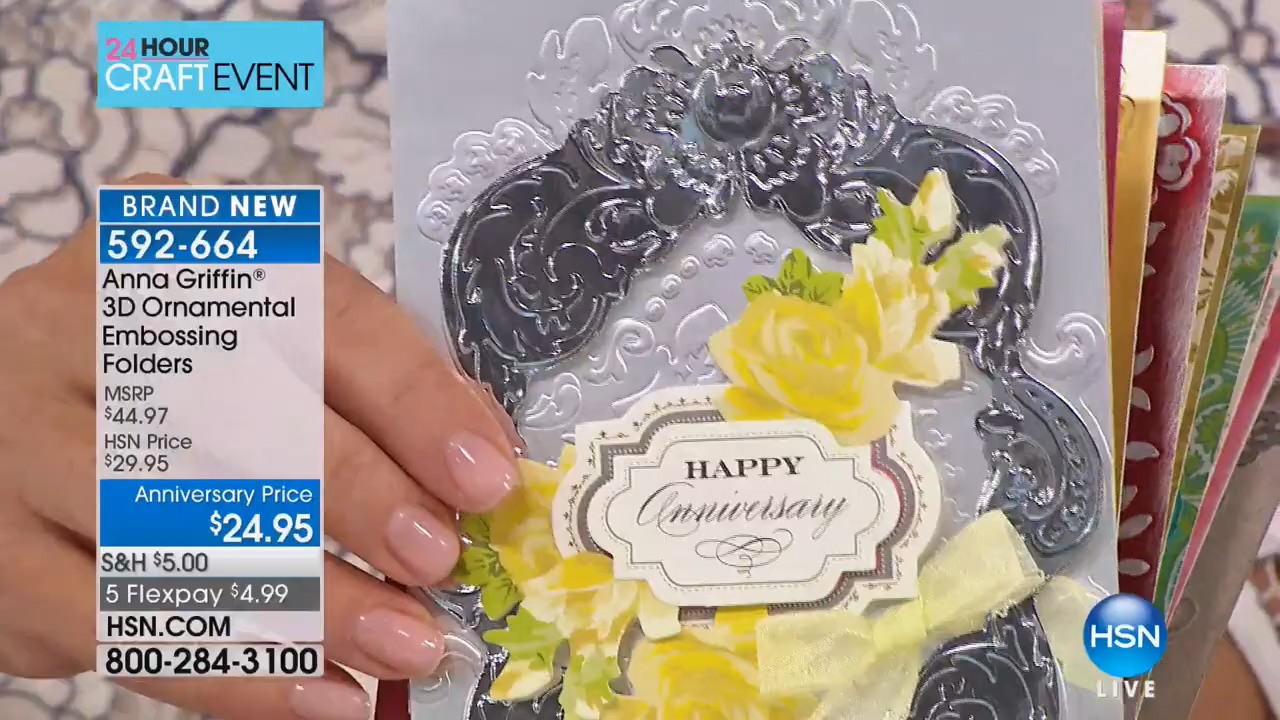 24 HOUR
CRAFT EVENT
BRAND NEW
592-664
Anna Griffin®
3D Ornamental
Embossing
Folders
MSRP
$44.97
HSN Price
$29.95
Anniversary Price
$24.95
S&H $5.00
5 Flexpay $4.99
HSN.COM
800-284-3100
HAPPY
Anniversary
HSN
LIVE